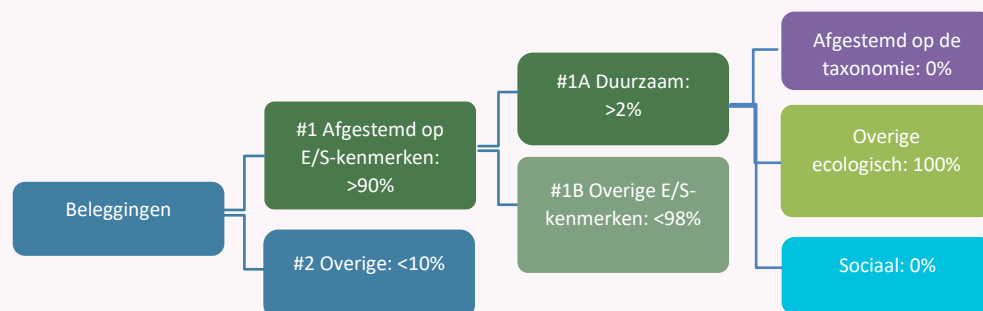 Beleggingen
#1 Afgestemd op
E/S-kenmerken:
>90%
#2 Overige: <10%
#1A Duurzaam:
>2%
#1B Overige E/S-
kenmerken: <98%
Afgestemd op de
taxonomie: 0%
Overige
ecologisch: 100%
Sociaal: 0%